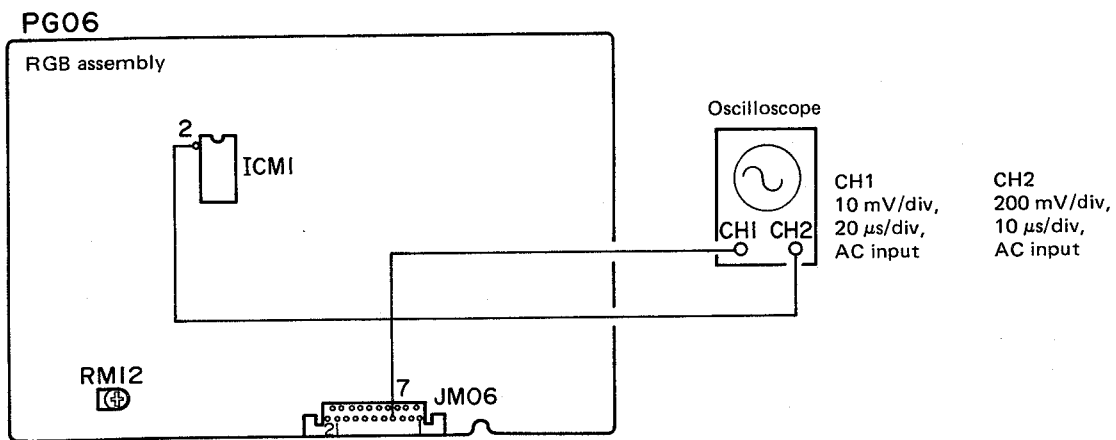 PG06
RGB assembly
2
ICM1
Oscilloscope
CH1 CH2
CH1
10 mV/div,
20 μs/div,
AC input
CH2
200 mV/div,
10 μs/div,
AC input
RM12
7
JM06
21
1